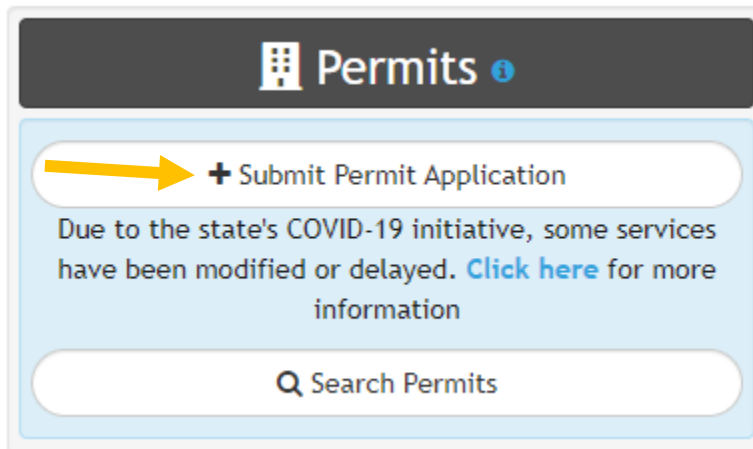 Permits
Submit Permit Application
Due to the state's COVID-19 initiative, some services
have been modified or delayed. Click here for more
information
Search Permits